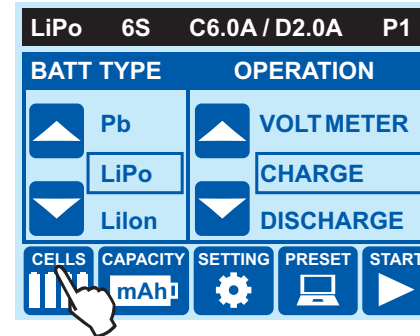 LiPo 6S C6.0A / D2.0A P1
BATT TYPE OPERATION
Pb VOLT METER
LiPo CHARGE
LiIon DISCHARGE
CELLS CAPACITY SETTING PRESET START
mAh